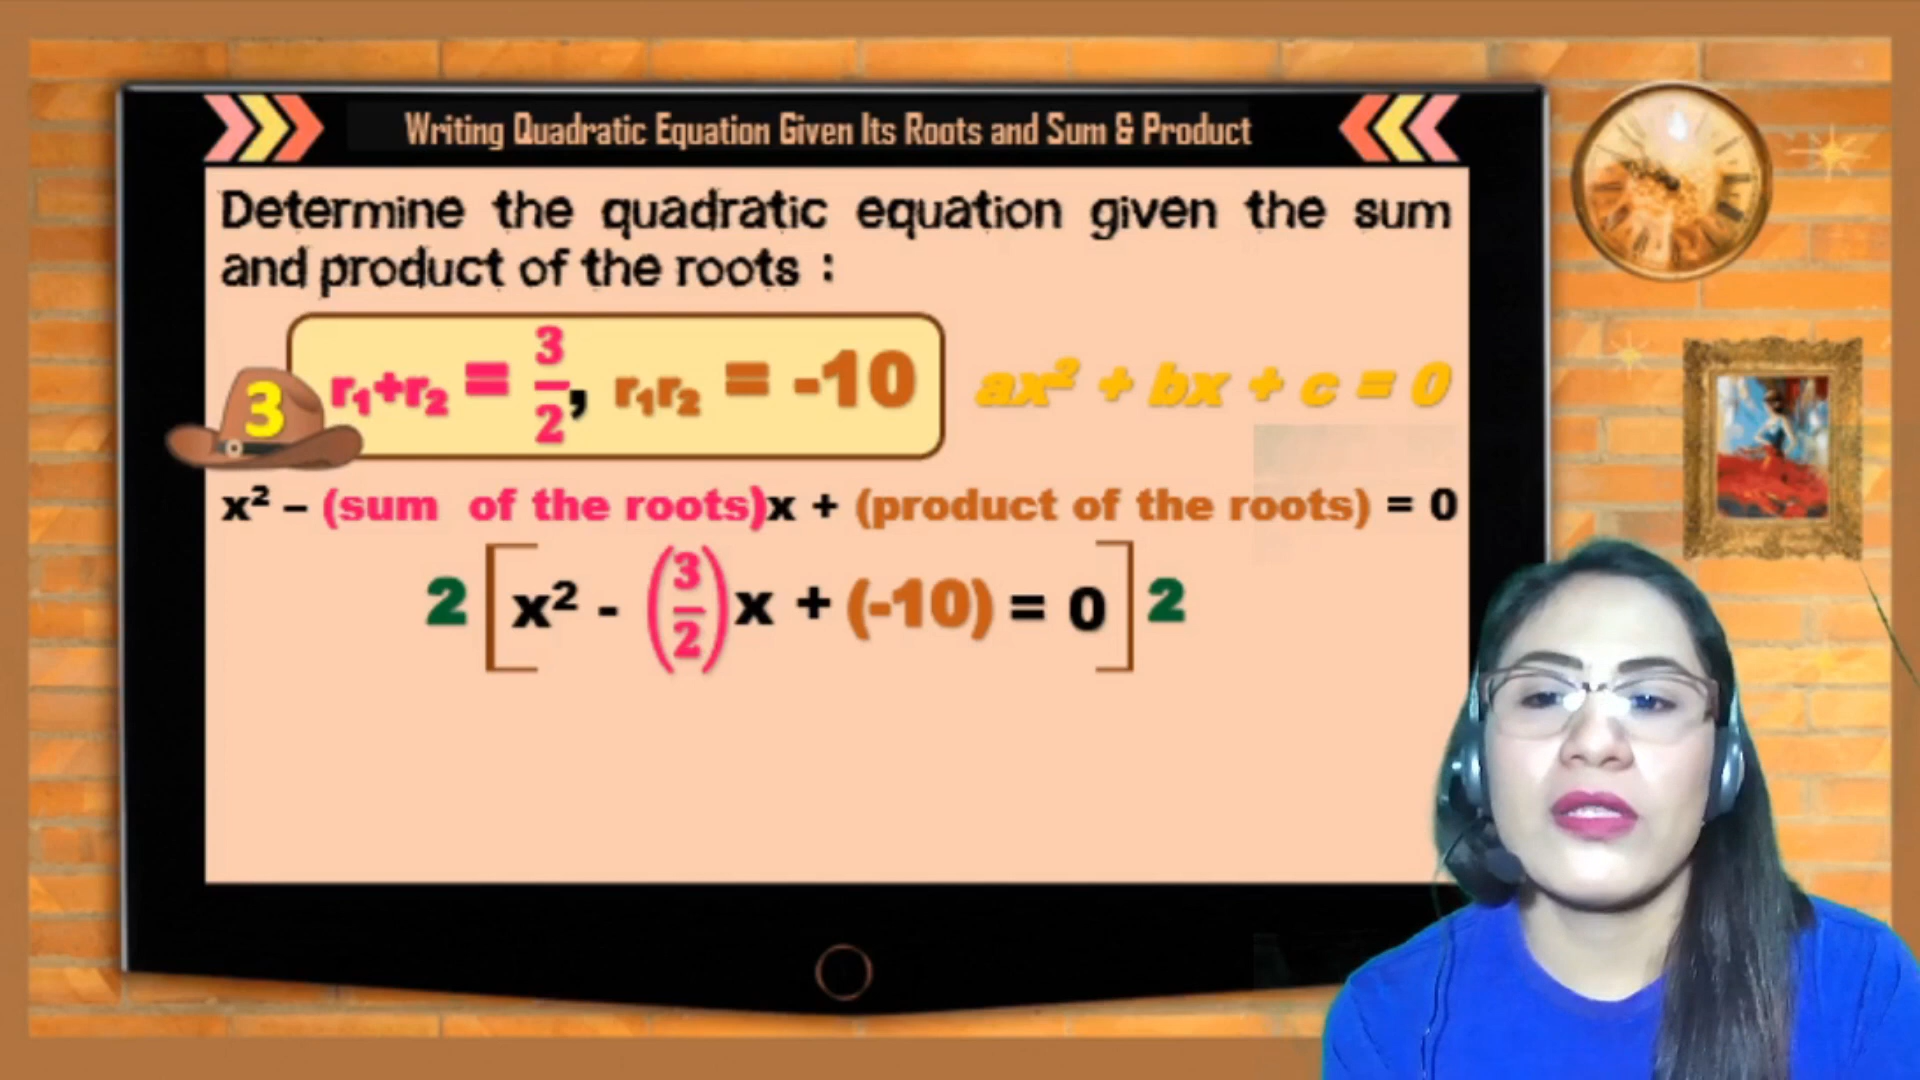 Writing Quadratic Equation Given Its Roots and Sum & Product
Determine the quadratic equation given the sum
and product of the roots :
3
r₁+r₂ = 3/2, r₁r₂ = -10
ax² + bx + c = 0
x² – (sum of the roots)x + (product of the roots) = 0
2 [x² - (3/2)x + (-10) = 0] 2